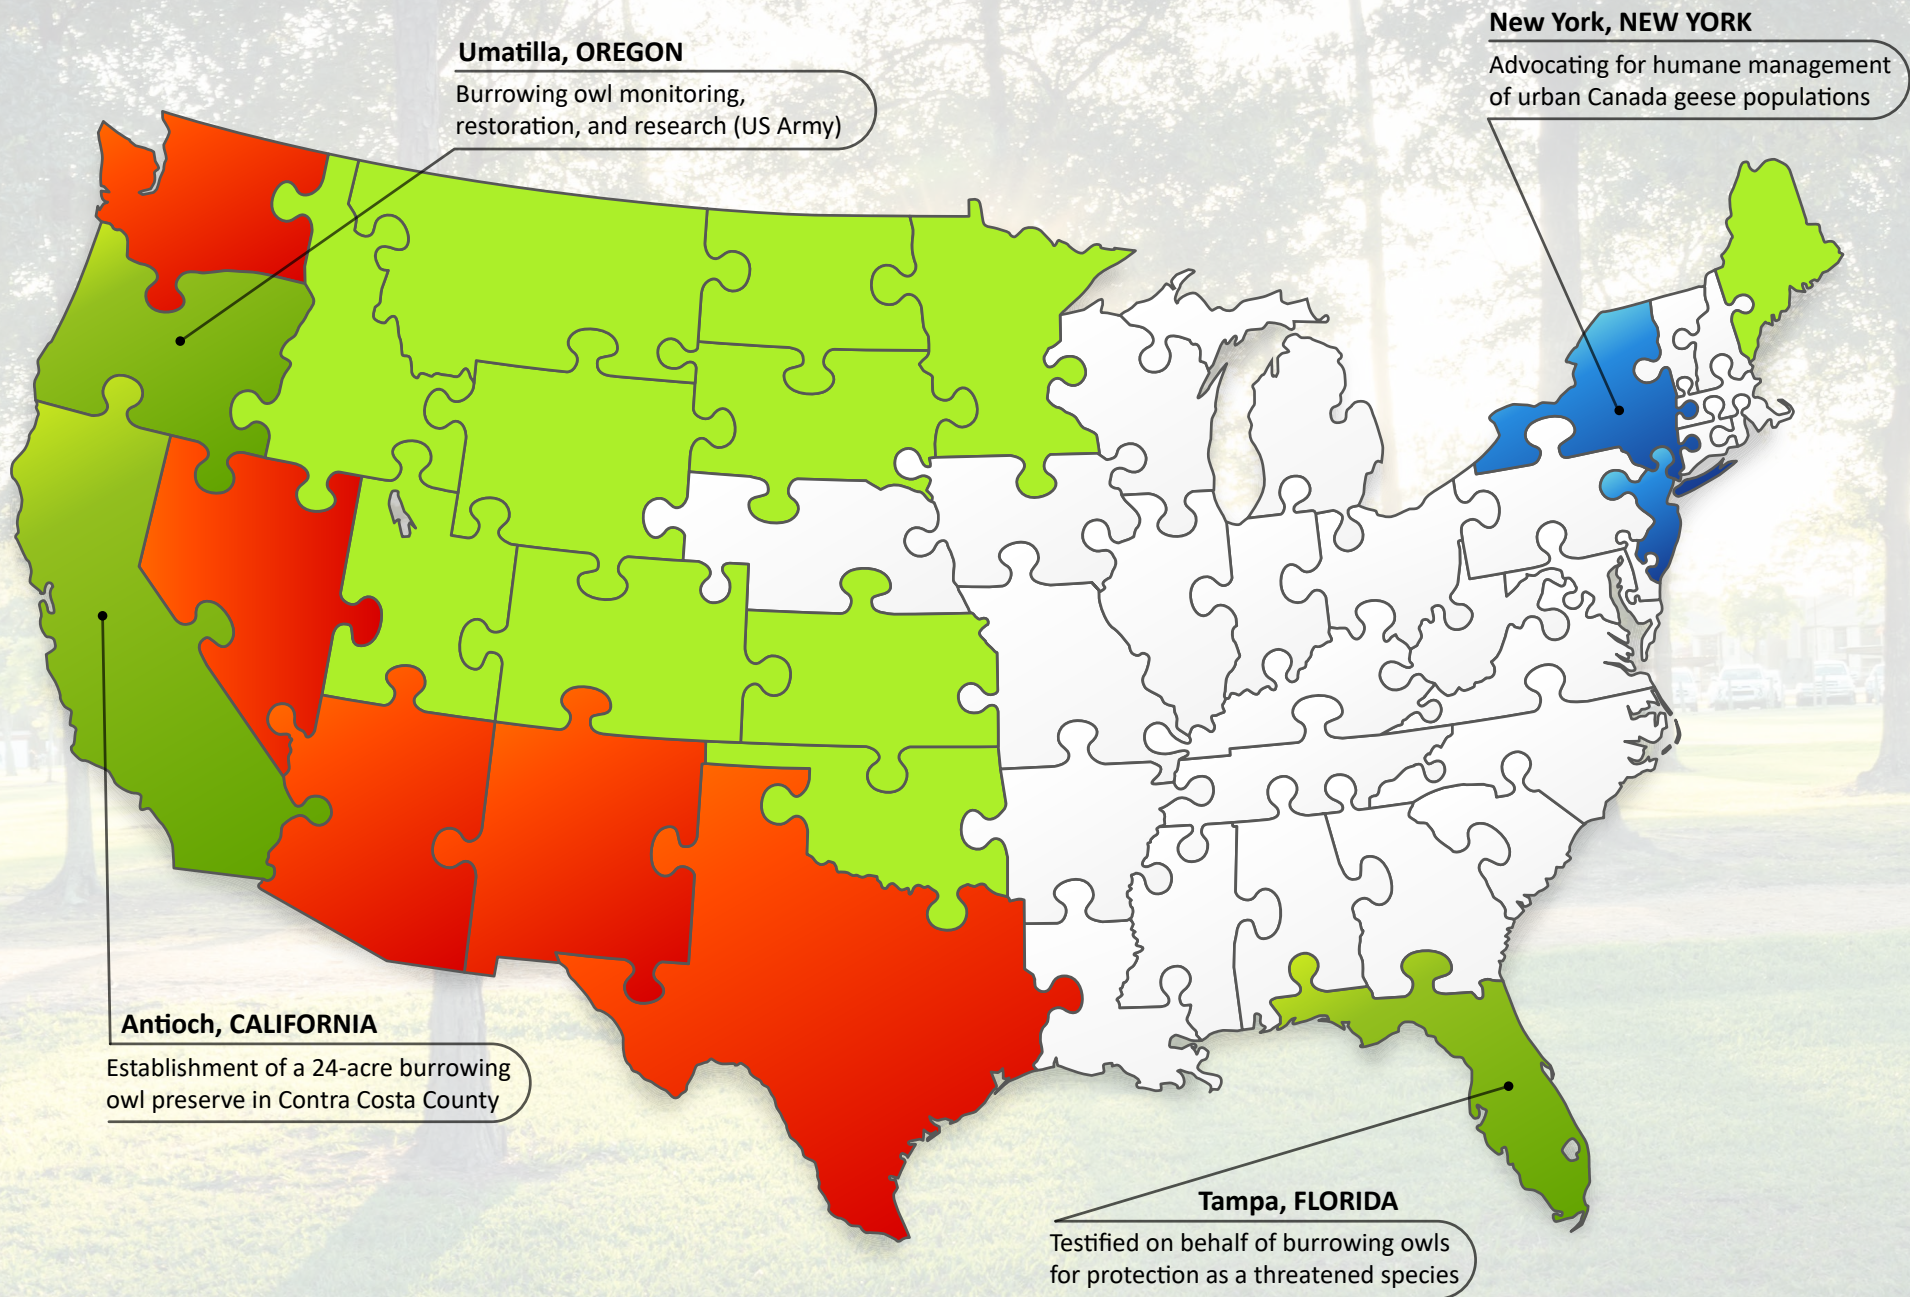 Umatilla, OREGON
Burrowing owl monitoring,
restoration, and research (US Army)
New York, NEW YORK
Advocating for humane management
of urban Canada geese populations
Antioch, CALIFORNIA
Establishment of a 24-acre burrowing
owl preserve in Contra Costa County
Tampa, FLORIDA
Testified on behalf of burrowing owls
for protection as a threatened species